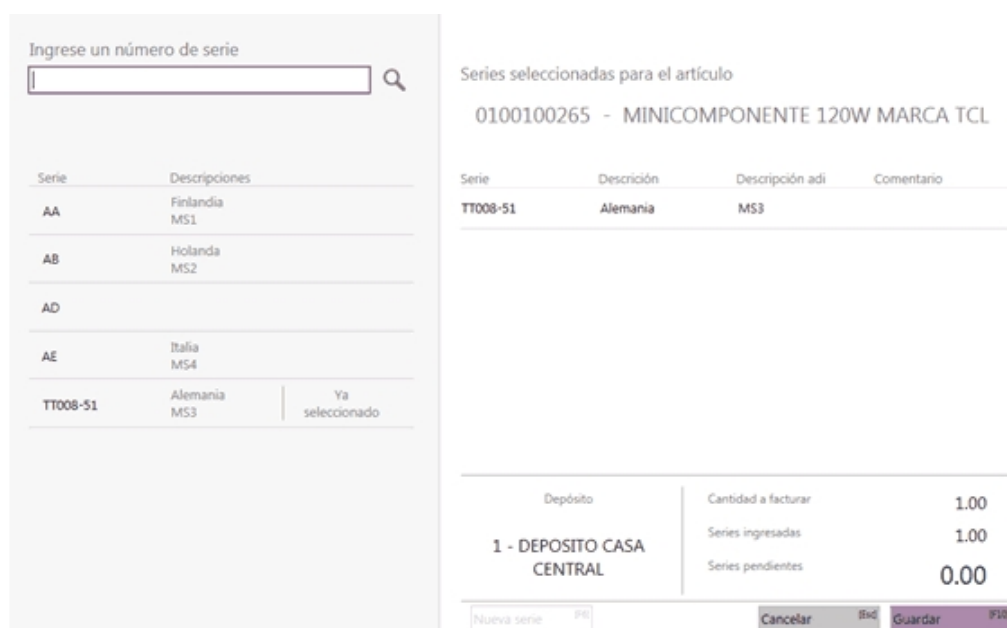 Ingrese un número de serie
Serie Descripciones
AA Finlandia
MS1
AB Holanda
MS2
AD
AE Italia
MS4
TT008-51 Alemania Ya
MS3 seleccionado
Series seleccionadas para el artículo
0100100265 - MINICOMPONENTE 120W MARCA TCL
Serie Descrición Descripción adi Comentario
TT008-51 Alemania MS3
Depósito
1 - DEPOSITO CASA
CENTRAL
Cantidad a facturar 1.00
Series ingresadas 1.00
Series pendientes 0.00
Nueva serie
Cancelar [Esc] Guardar